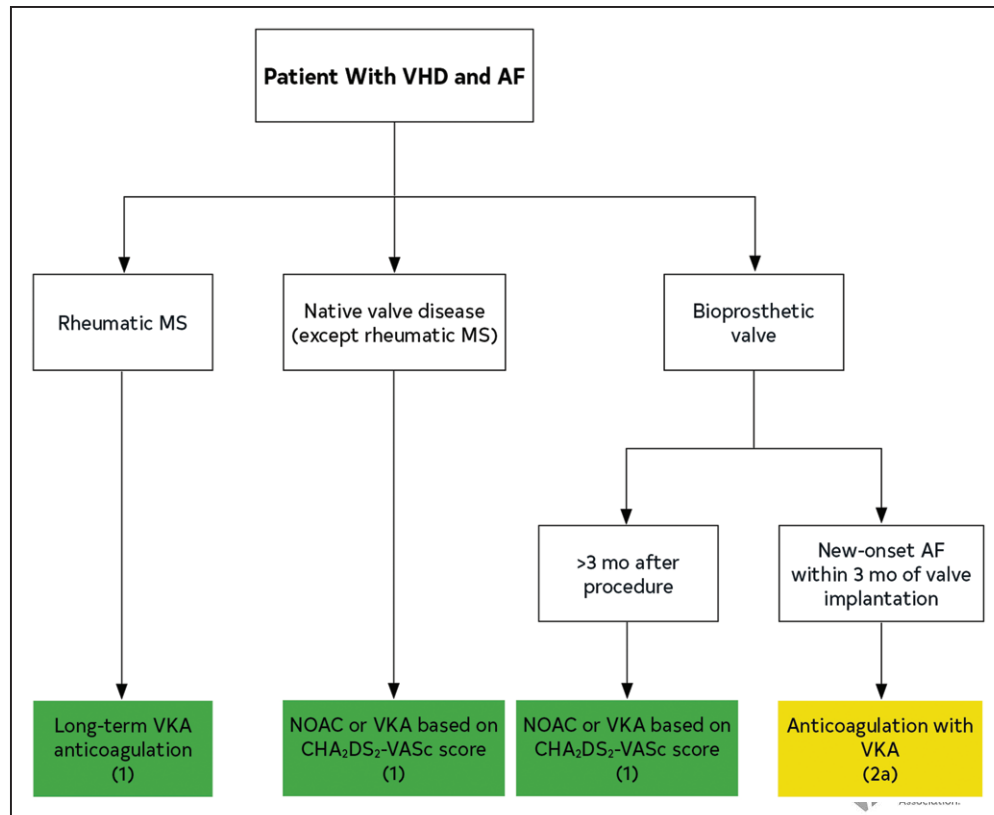 Patient With VHD and AF
Rheumatic MS
Native valve disease
(except rheumatic MS)
Bioprosthetic
valve
>3 mo after
procedure
New-onset AF
within 3 mo of valve
implantation
Long-term VKA
anticoagulation
(1)
NOAC or VKA based on
CHA₂DS₂-VASc score
(1)
NOAC or VKA based on
CHA₂DS₂-VASc score
(1)
Anticoagulation with
VKA
(2a)
Association.